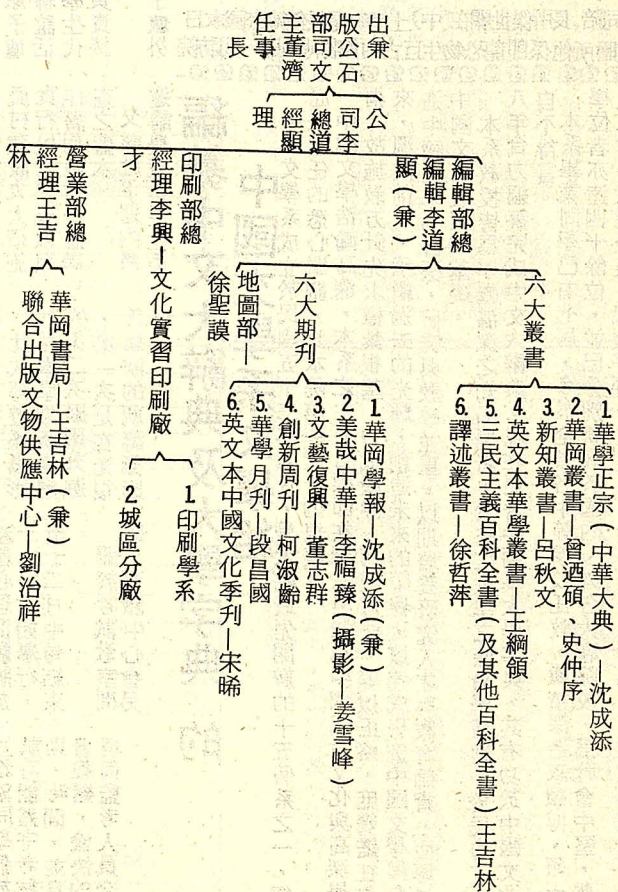 出版部主任
兼公司董事長
石文濟
公司總經理
李道顯
編輯部總
編輯李道
顯(兼)
六大叢書
1.華學正宗(中華大典)—沈成添
2.華岡叢書—曾迺碩、史仲序
3.新知叢書—呂秋文
4.英文本華學叢書—王綱領
5.三民主義百科全書(及其他百科全書)王吉林
6.譯述叢書—徐哲萍
六大期刊
1.華岡學報—沈成添(兼)
2.美哉中華—李福臻(攝影—姜雪峰)
3.文藝復興—董志群
4.創新周刊—柯淑齡
5.華學月刊—段昌國
6.英文本中國文化季刊—宋晞
地圖部—
徐聖謨
印刷部總
經理李興—文化實習印刷廠
才
1.印刷學系
2.城區分廠
營業部總
經理王吉
林
華岡書局—王吉林(兼)
聯合出版文物供應中心—劉治祥